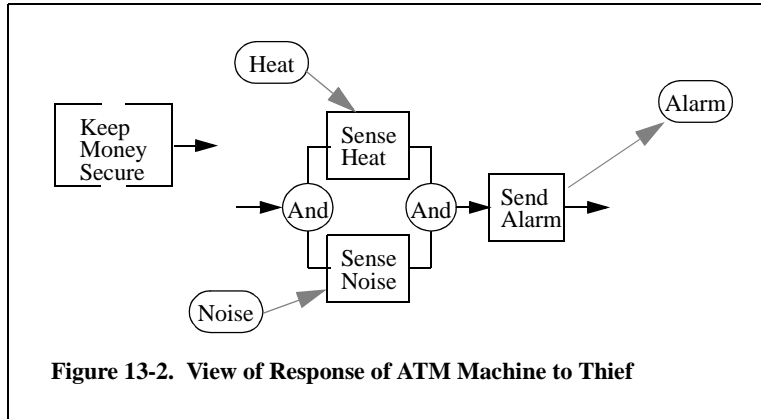 Heat
Alarm
Keep
Money
Secure
Sense
Heat
And
And
Send
Alarm
Sense
Noise
Noise
Figure 13-2. View of Response of ATM Machine to Thief